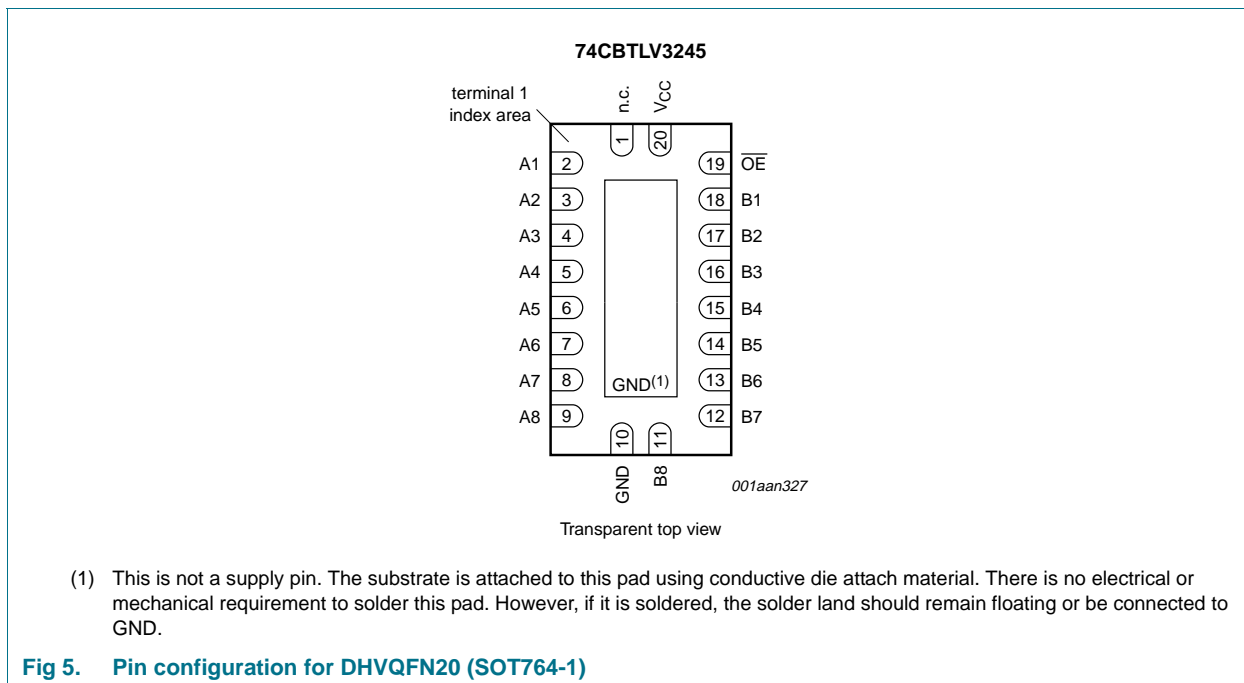 74CBTLV3245
terminal 1
index area
n.c.
VCC
1
20
A1 2 19 OE
A2 3 18 B1
A3 4 17 B2
A4 5 16 B3
A5 6 15 B4
A6 7 14 B5
A7 8 GND(1) 13 B6
A8 9 12 B7
10
11
GND
B8
001aan327
Transparent top view
(1) This is not a supply pin. The substrate is attached to this pad using conductive die attach material. There is no electrical or
mechanical requirement to solder this pad. However, if it is soldered, the solder land should remain floating or be connected to
GND.
Fig 5. Pin configuration for DHVQFN20 (SOT764-1)